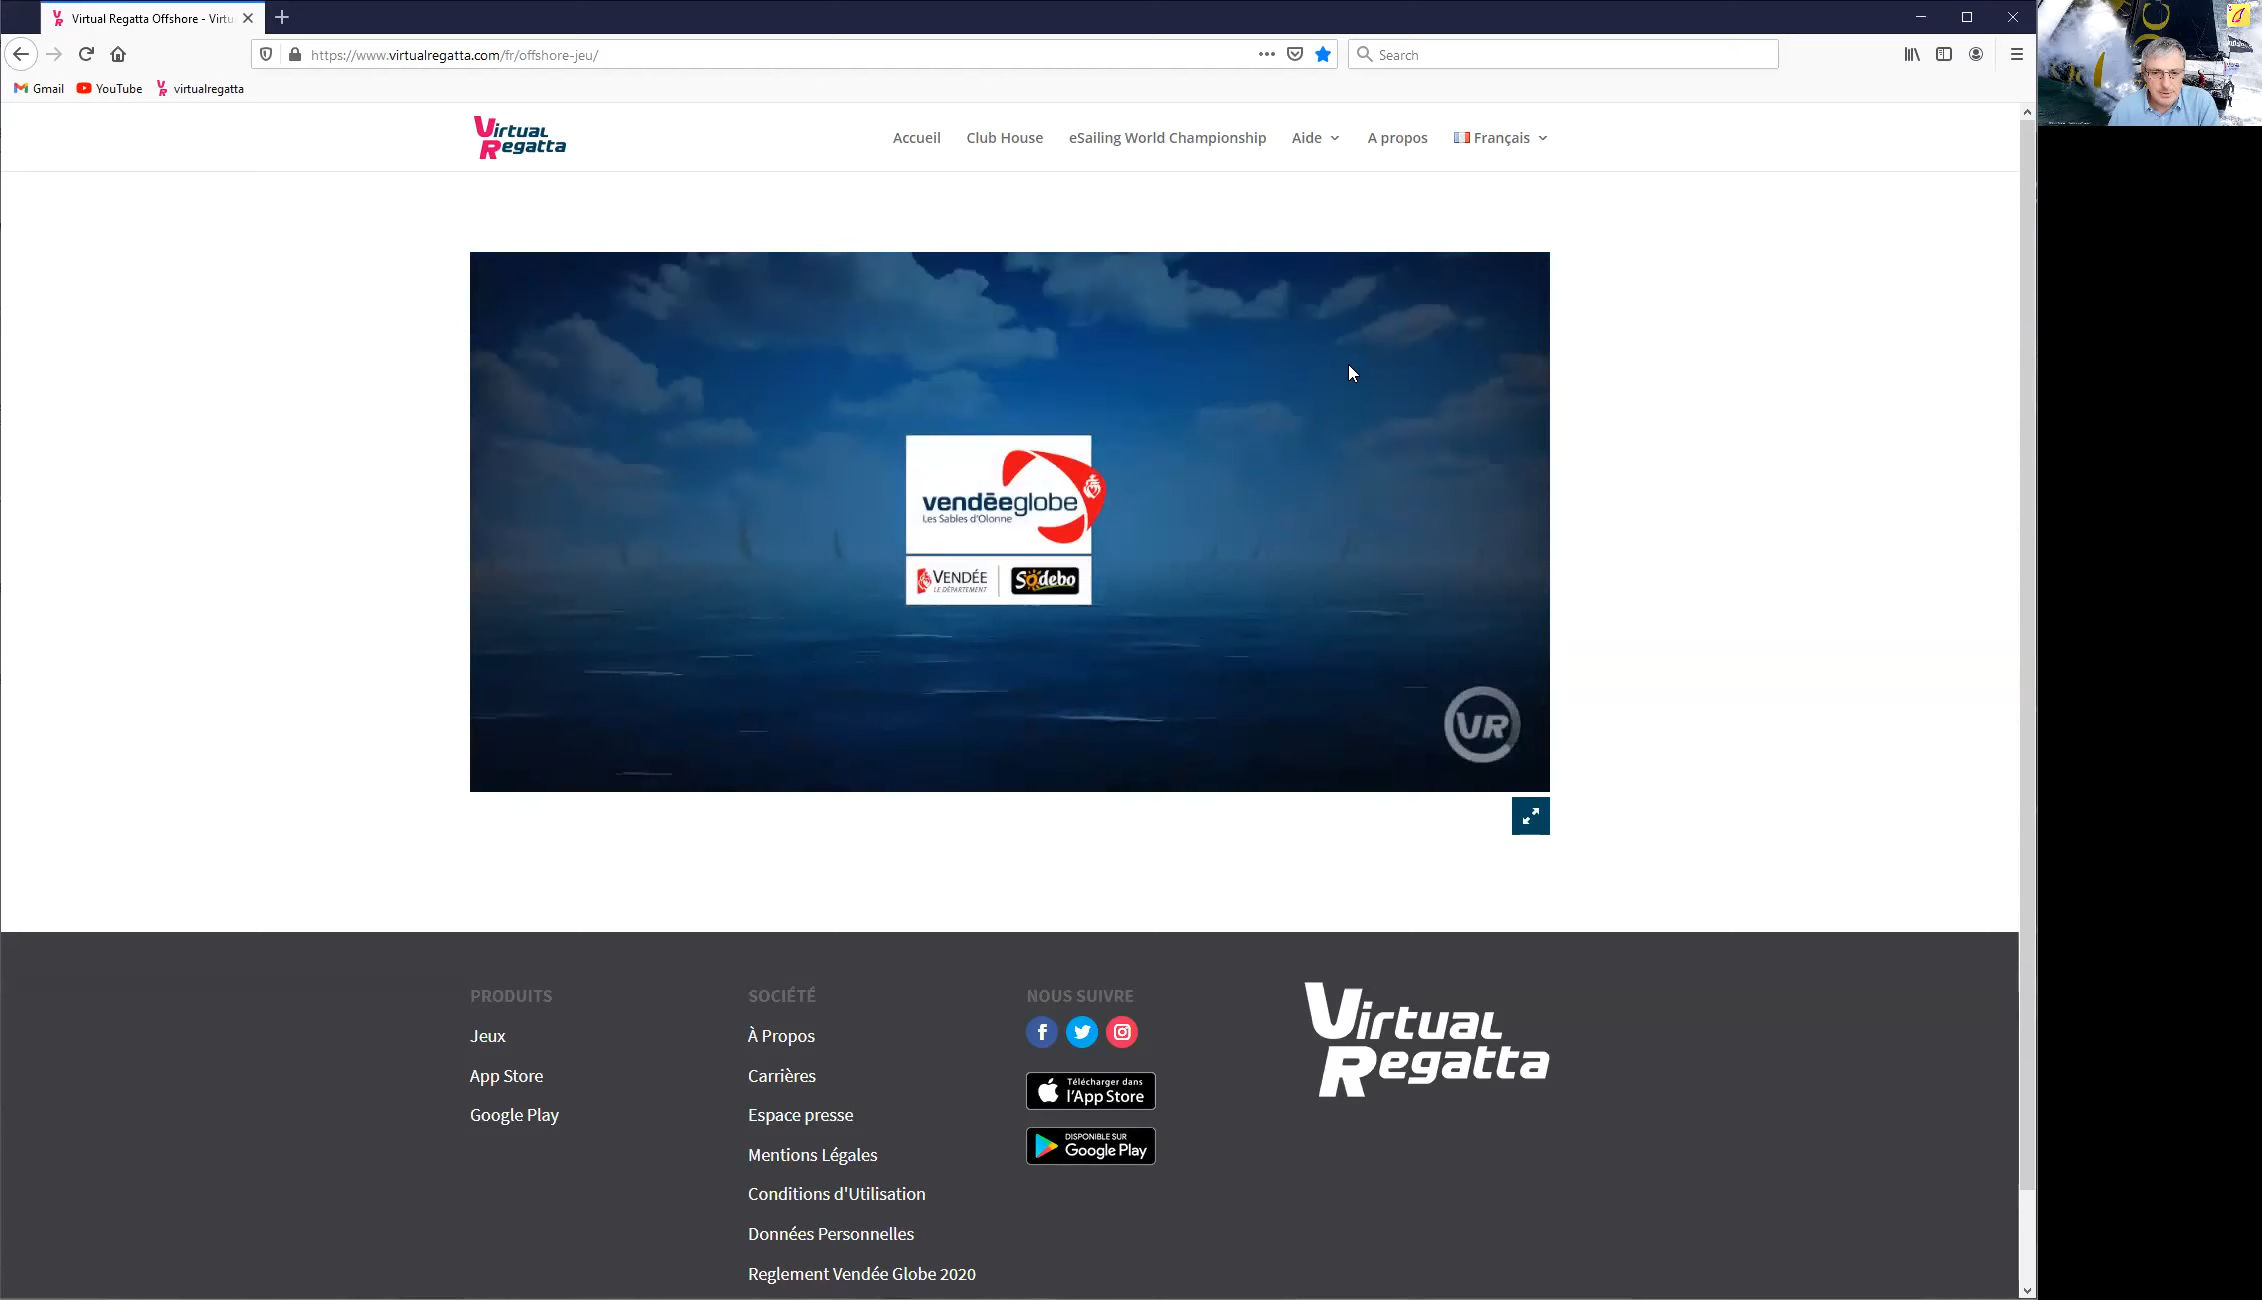 Virtual Regatta Offshore - Virtu
https://www.virtualregatta.com/fr/offshore-jeu/
Search
Gmail YouTube virtualregatta
Virtual Regatta
Accueil Club House eSailing World Championship Aide A propos Français
vendéeglobe
Les Sables d'Olonne
VENDÉE
LE DÉPARTEMENT
Sodebo
VR
PRODUITS
Jeux
App Store
Google Play
SOCIÉTÉ
À Propos
Carrières
Espace presse
Mentions Légales
Conditions d'Utilisation
Données Personnelles
Reglement Vendée Globe 2020
NOUS SUIVRE
Télécharger dans
l'App Store
DISPONIBLE SUR
Google Play
Virtual
Regatta